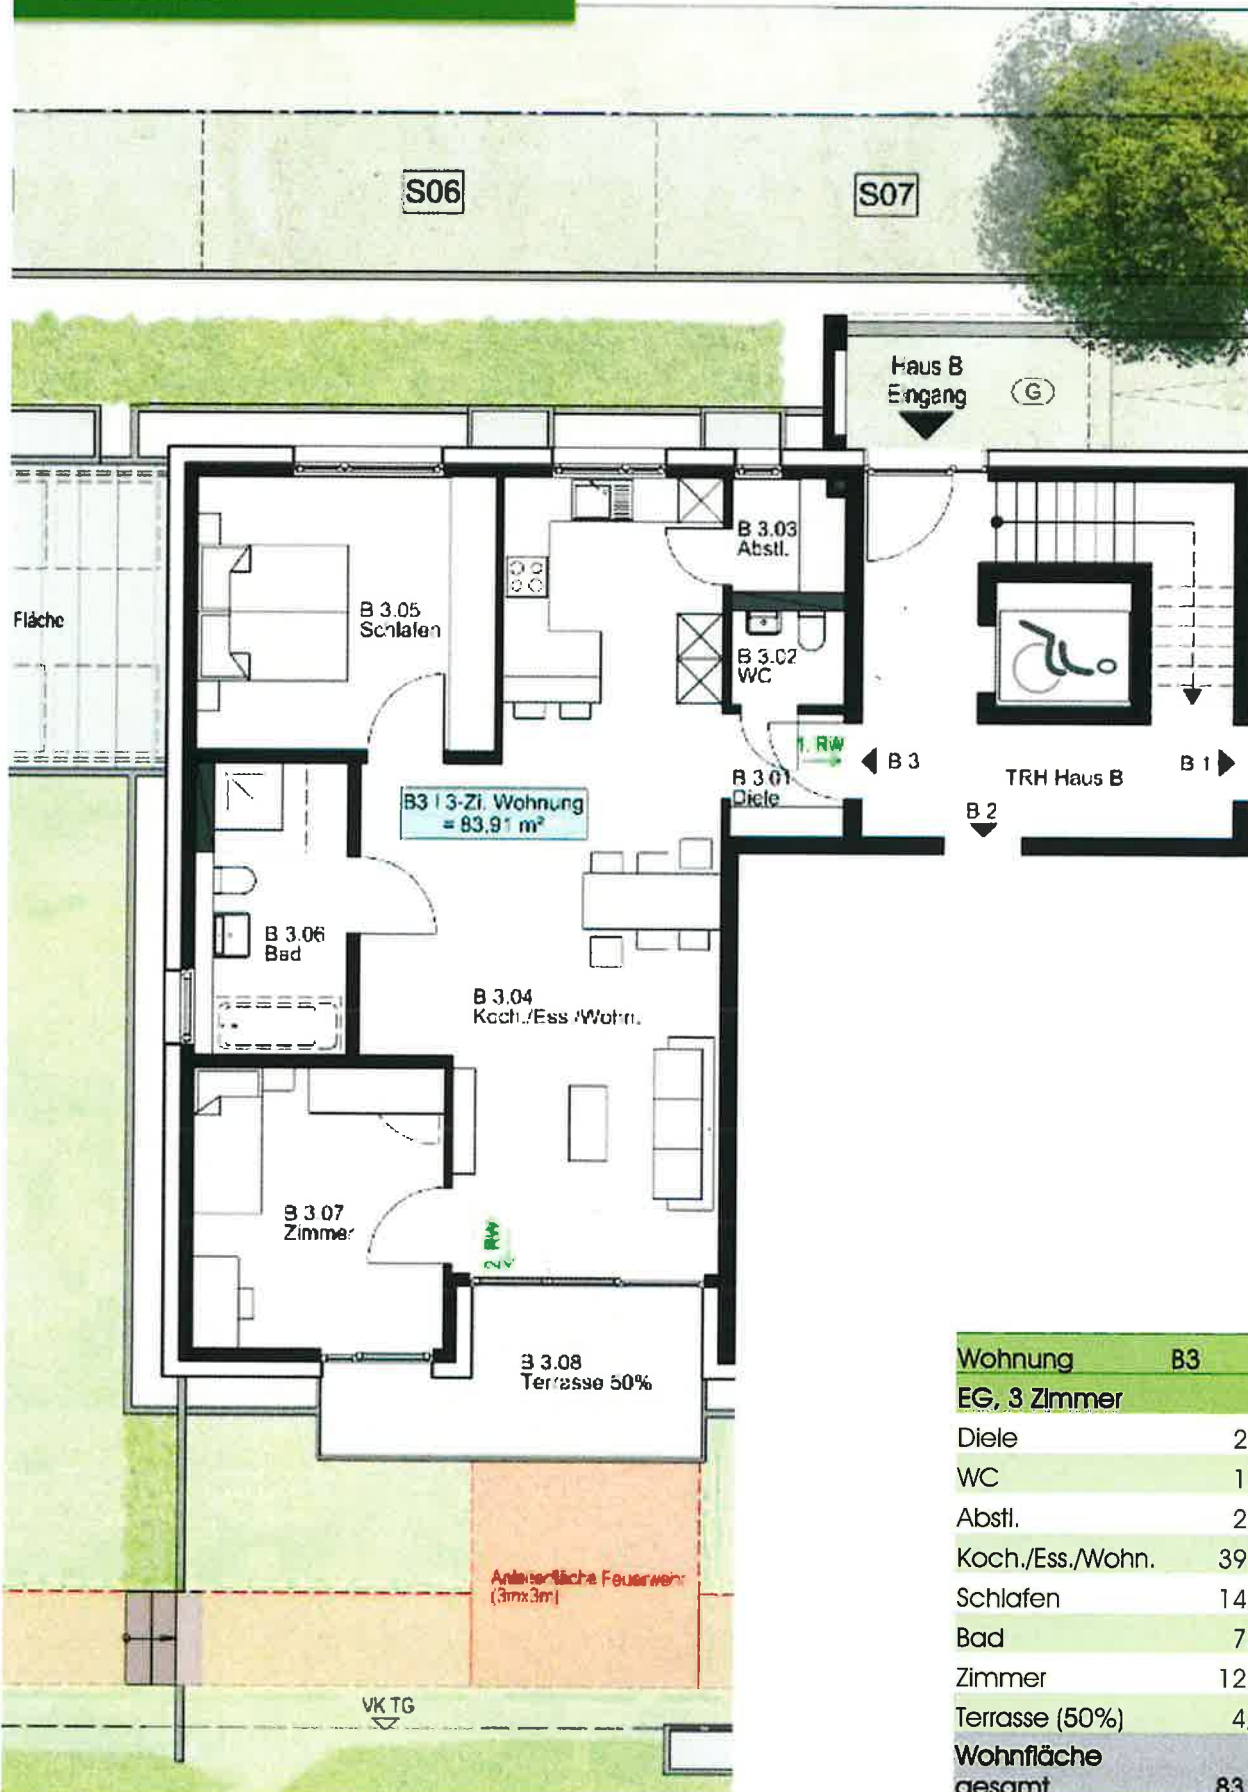 S06
S07
Haus B
Eingang
G
Fläche
B 3.05
Schlafen
B 3.03
Abstl.
B 3.02
WC
1. RW
B 3
B 3.01
Diele
TRH Haus B
B 1
B 2
B3 | 3-Zi. Wohnung
= 83,91 m²
B 3.06
Bad
B 3.04
Koch./Ess./Wohn.
B 3.07
Zimmer
2. RW
B 3.08
Terrasse 50%
Feuerwehr
(3mx3m)
VK TG
Wohnung B3
EG, 3 Zimmer
Diele 2
WC 1
Abstl. 2
Koch./Ess./Wohn. 39
Schlafen 14
Bad 7
Zimmer 12
Terrasse (50%) 4
Wohnfläche
gesamt 83